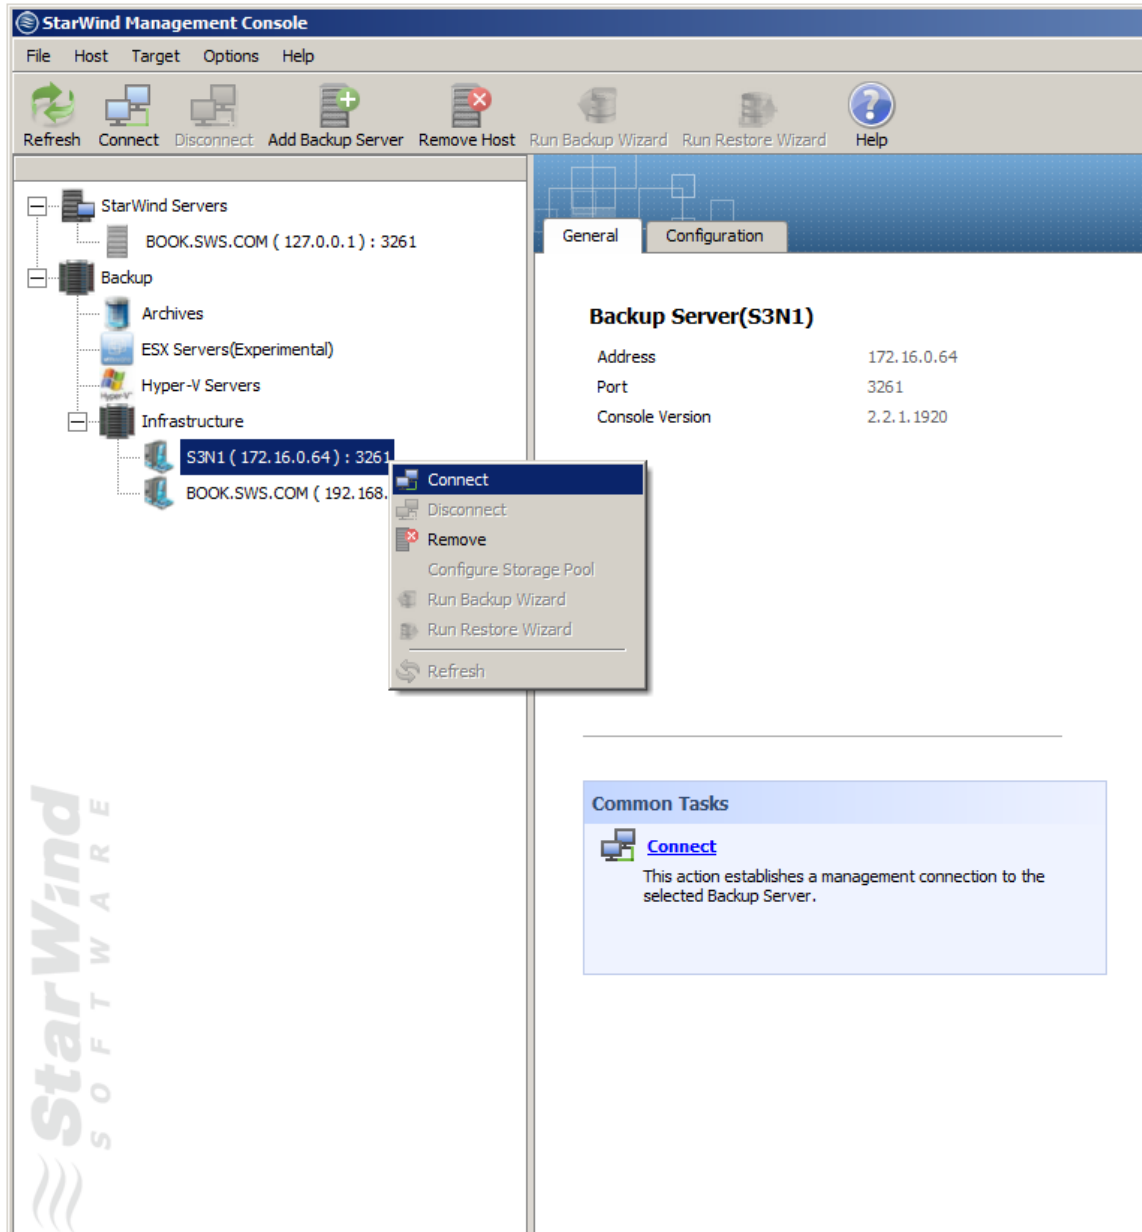 StarWind Management Console
File Host Target Options Help
Refresh Connect Disconnect Add Backup Server Remove Host Run Backup Wizard Run Restore Wizard Help
StarWind Servers
BOOK.SWS.COM ( 127.0.0.1 ) : 3261
Backup
Archives
ESX Servers(Experimental)
Hyper-V Servers
Infrastructure
S3N1 ( 172.16.0.64 ) : 3261
BOOK.SWS.COM ( 192.168.
Connect
Disconnect
Remove
Configure Storage Pool
Run Backup Wizard
Run Restore Wizard
Refresh
General Configuration
Backup Server(S3N1)
Address 172.16.0.64
Port 3261
Console Version 2.2.1.1920
Common Tasks
Connect
This action establishes a management connection to the
selected Backup Server.
StarWind
SOFTWARE